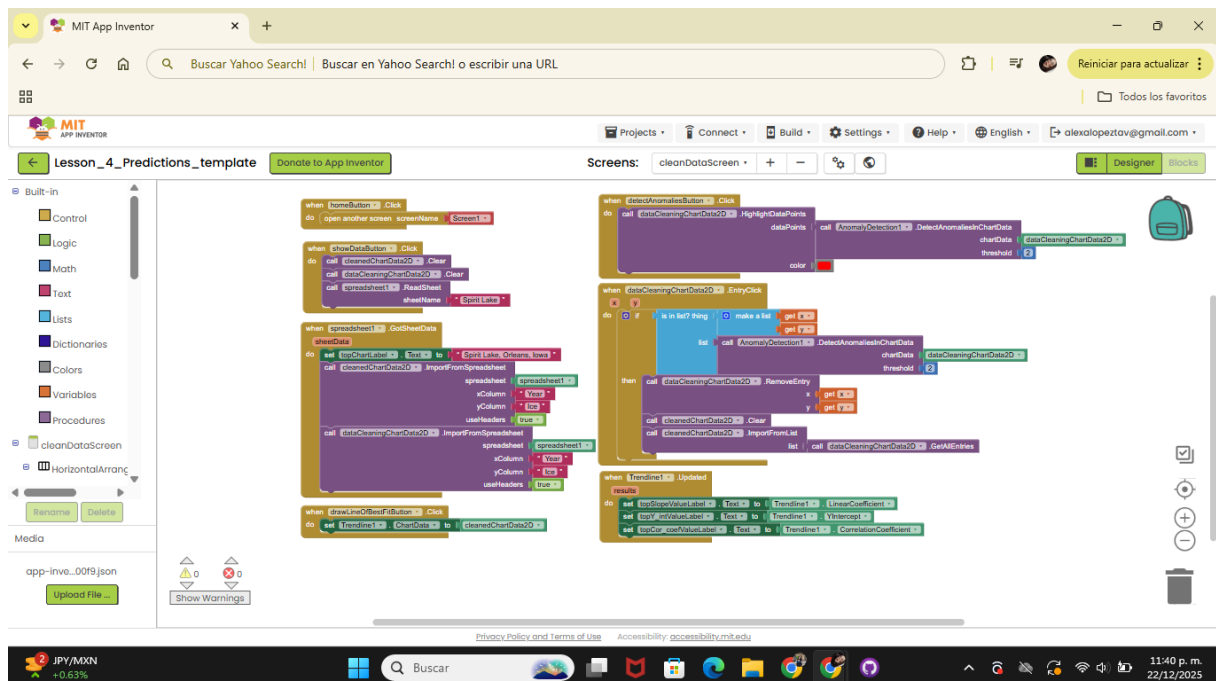 MIT App Inventor
Buscar Yahoo Search! Buscar en Yahoo Search! o escribir una URL
Reiniciar para actualizar
Todos los favoritos
MIT
APP INVENTOR
Projects Connect Build Settings Help English alexalopeztav@gmail.com
Lesson_4_Predictions_template Donate to App Inventor Screens: cleanDataScreen + - Designer Blocks
Built-in
Control
Logic
Math
Text
Lists
Dictionaries
Colors
Variables
Procedures
cleanDataScreen
HorizontalArrang
Rename Delete
Media
app-inve...00f9.json
Upload File ...
when homeButton .Click
do open another screen screenName " Screen1 "
when showDataButton .Click
do call cleanedChartData2D .Clear
call dataCleaningChartData2D .Clear
call spreadsheet1 .ReadSheet
sheetName " Spirit Lake "
when spreadsheet1 .GotSheetData
sheetData
do set topChartLabel . Text to " Spirit Lake, Orleans, Iowa "
call cleanedChartData2D .ImportFromSpreadsheet
spreadsheet spreadsheet1
xColumn " Year "
yColumn " Ice "
useHeaders true
call dataCleaningChartData2D .ImportFromSpreadsheet
spreadsheet spreadsheet1
xColumn " Year "
yColumn " Ice "
useHeaders true
when drawLineOfBestFitButton .Click
do set Trendline1 . ChartData to cleanedChartData2D
when detectAnomaliesButton .Click
do call dataCleaningChartData2D .HighlightDataPoints
dataPoints call AnomalyDetection1 .DetectAnomaliesInChartData
chartData dataCleaningChartData2D
threshold 2
color
when dataCleaningChartData2D .EntryClick
x y
do if is in list? thing make a list get x
get y
list call AnomalyDetection1 .DetectAnomaliesInChartData
chartData dataCleaningChartData2D
threshold 2
then call dataCleaningChartData2D .RemoveEntry
x get x
y get y
call cleanedChartData2D .Clear
call cleanedChartData2D .ImportFromList
list call dataCleaningChartData2D .GetAllEntries
when Trendline1 .Updated
results
do set topSlopeValueLabel . Text to Trendline1 . LinearCoefficient
set topY_intValueLabel . Text to Trendline1 . YIntercept
set topCor_coefValueLabel . Text to Trendline1 . CorrelationCoefficient
0 0
Show Warnings
Privacy Policy and Terms of Use Accessibility: accessibility.mit.edu
2 JPY/MXN
+0.63%
Buscar
11:40 p. m.
22/12/2025